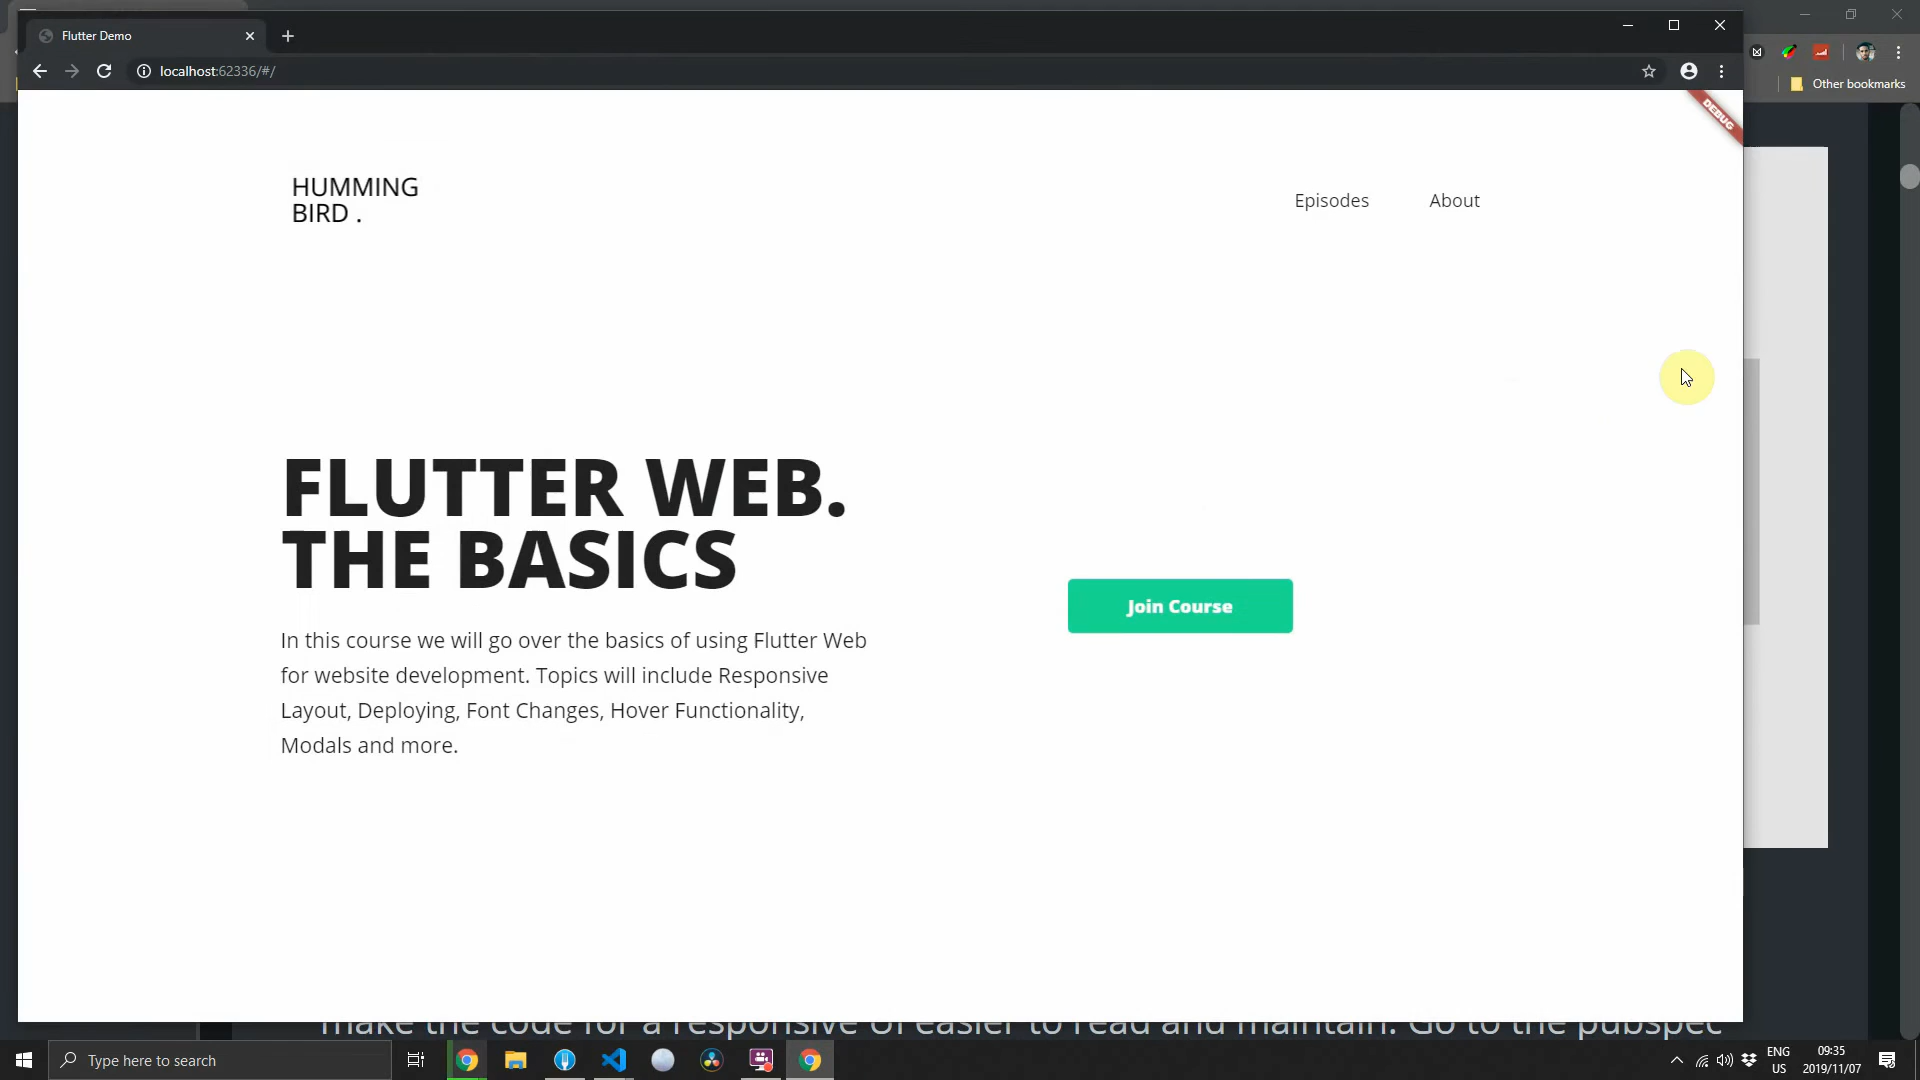 Flutter Demo
localhost:62336/#/
Other bookmarks
DEBUG
HUMMING
BIRD .
Episodes
About
FLUTTER WEB.
THE BASICS
In this course we will go over the basics of using Flutter Web
for website development. Topics will include Responsive
Layout, Deploying, Font Changes, Hover Functionality,
Modals and more.
Join Course
make the code for a responsive UI easier to read and maintain. Go to the pubspec
Type here to search
ENG
US
09:35
2019/11/07